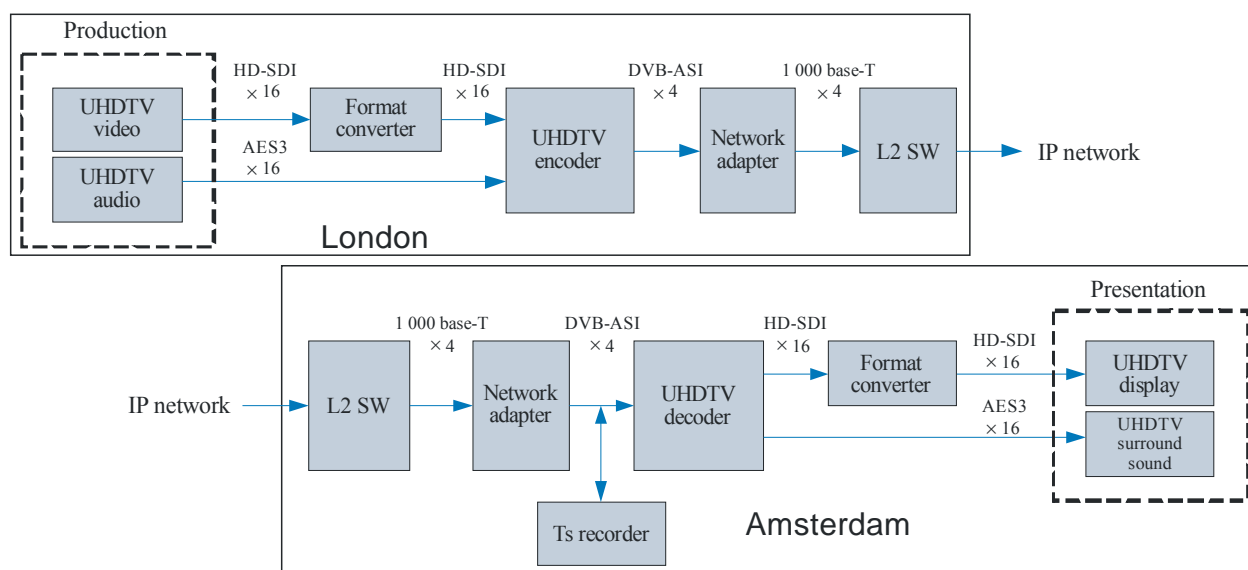 Production
HD-SDI
× 16
HD-SDI
× 16
DVB-ASI
× 4
1 000 base-T
× 4
UHDTV
video
Format
converter
UHDTV
encoder
Network
adapter
L2 SW
IP network
AES3
× 16
UHDTV
audio
London
Presentation
1 000 base-T
× 4
DVB-ASI
× 4
HD-SDI
× 16
HD-SDI
× 16
IP network
L2 SW
Network
adapter
UHDTV
decoder
Format
converter
UHDTV
display
AES3
× 16
UHDTV
surround
sound
Ts recorder
Amsterdam